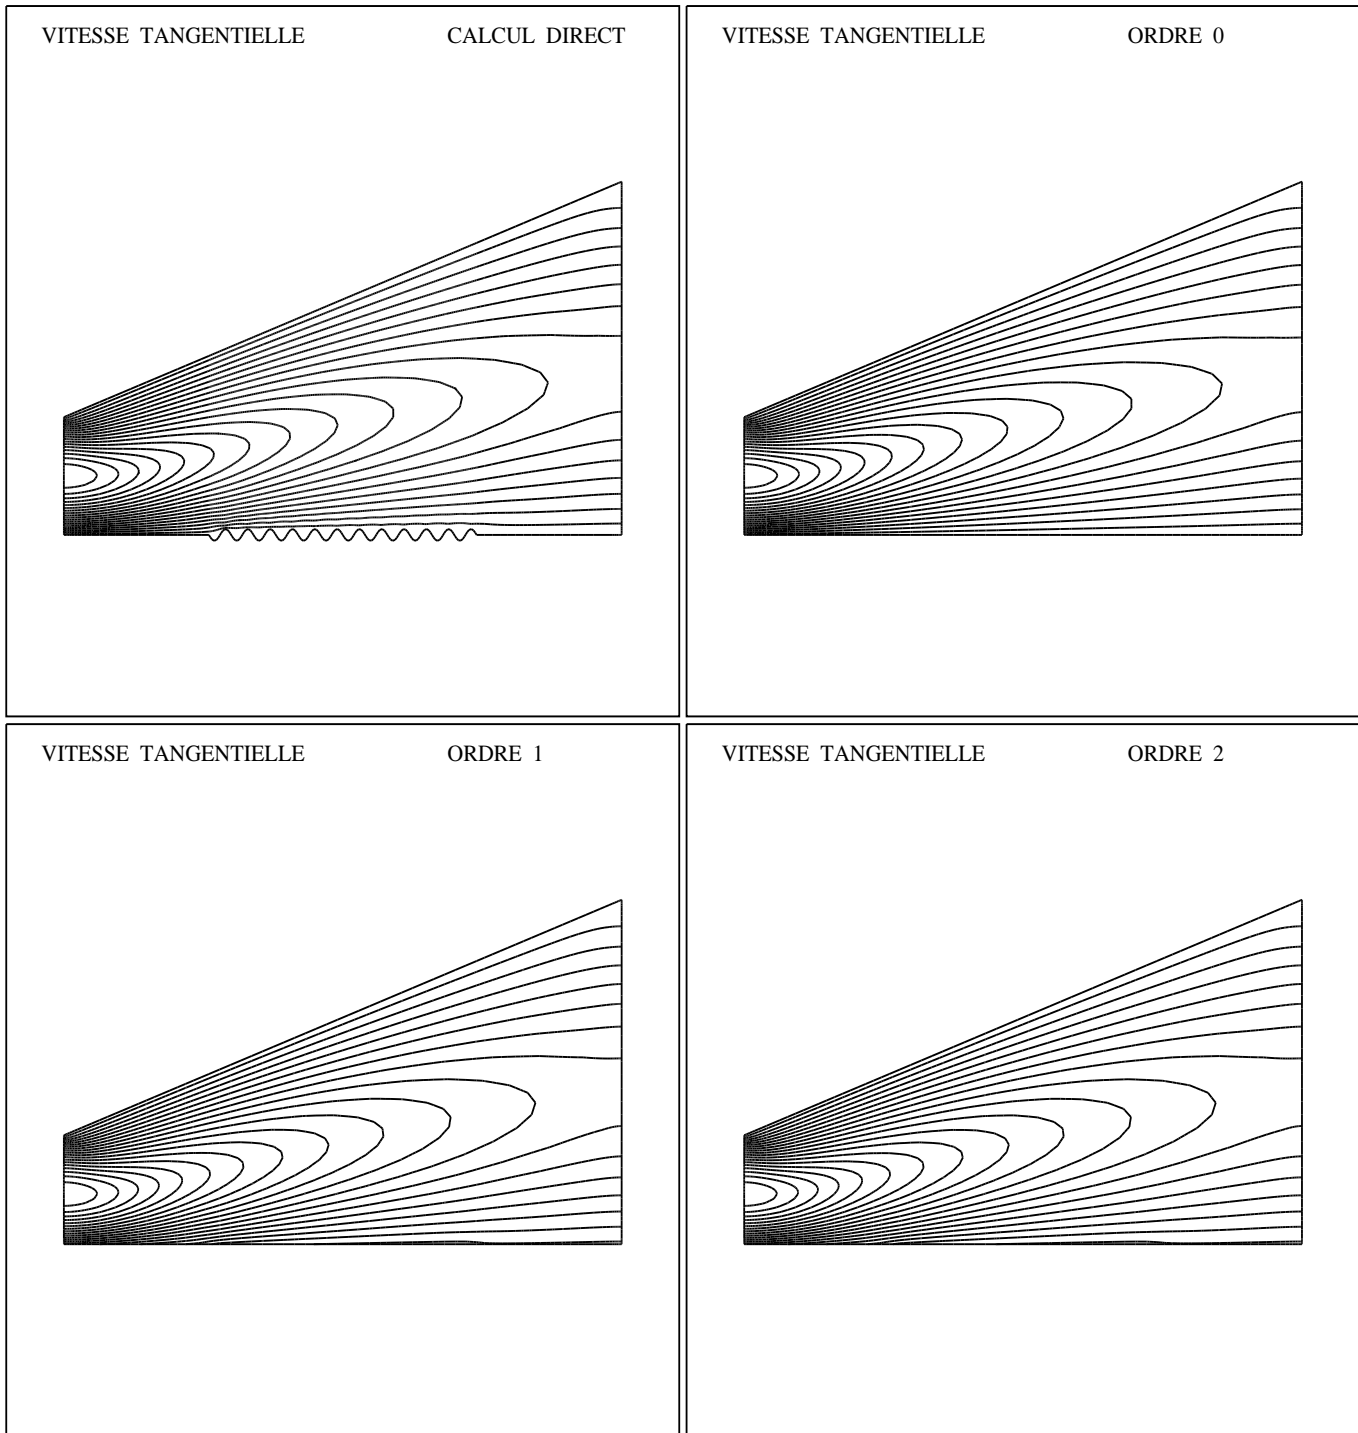 VITESSE TANGENTIELLE CALCUL DIRECT
VITESSE TANGENTIELLE ORDRE 0
VITESSE TANGENTIELLE ORDRE 1
VITESSE TANGENTIELLE ORDRE 2